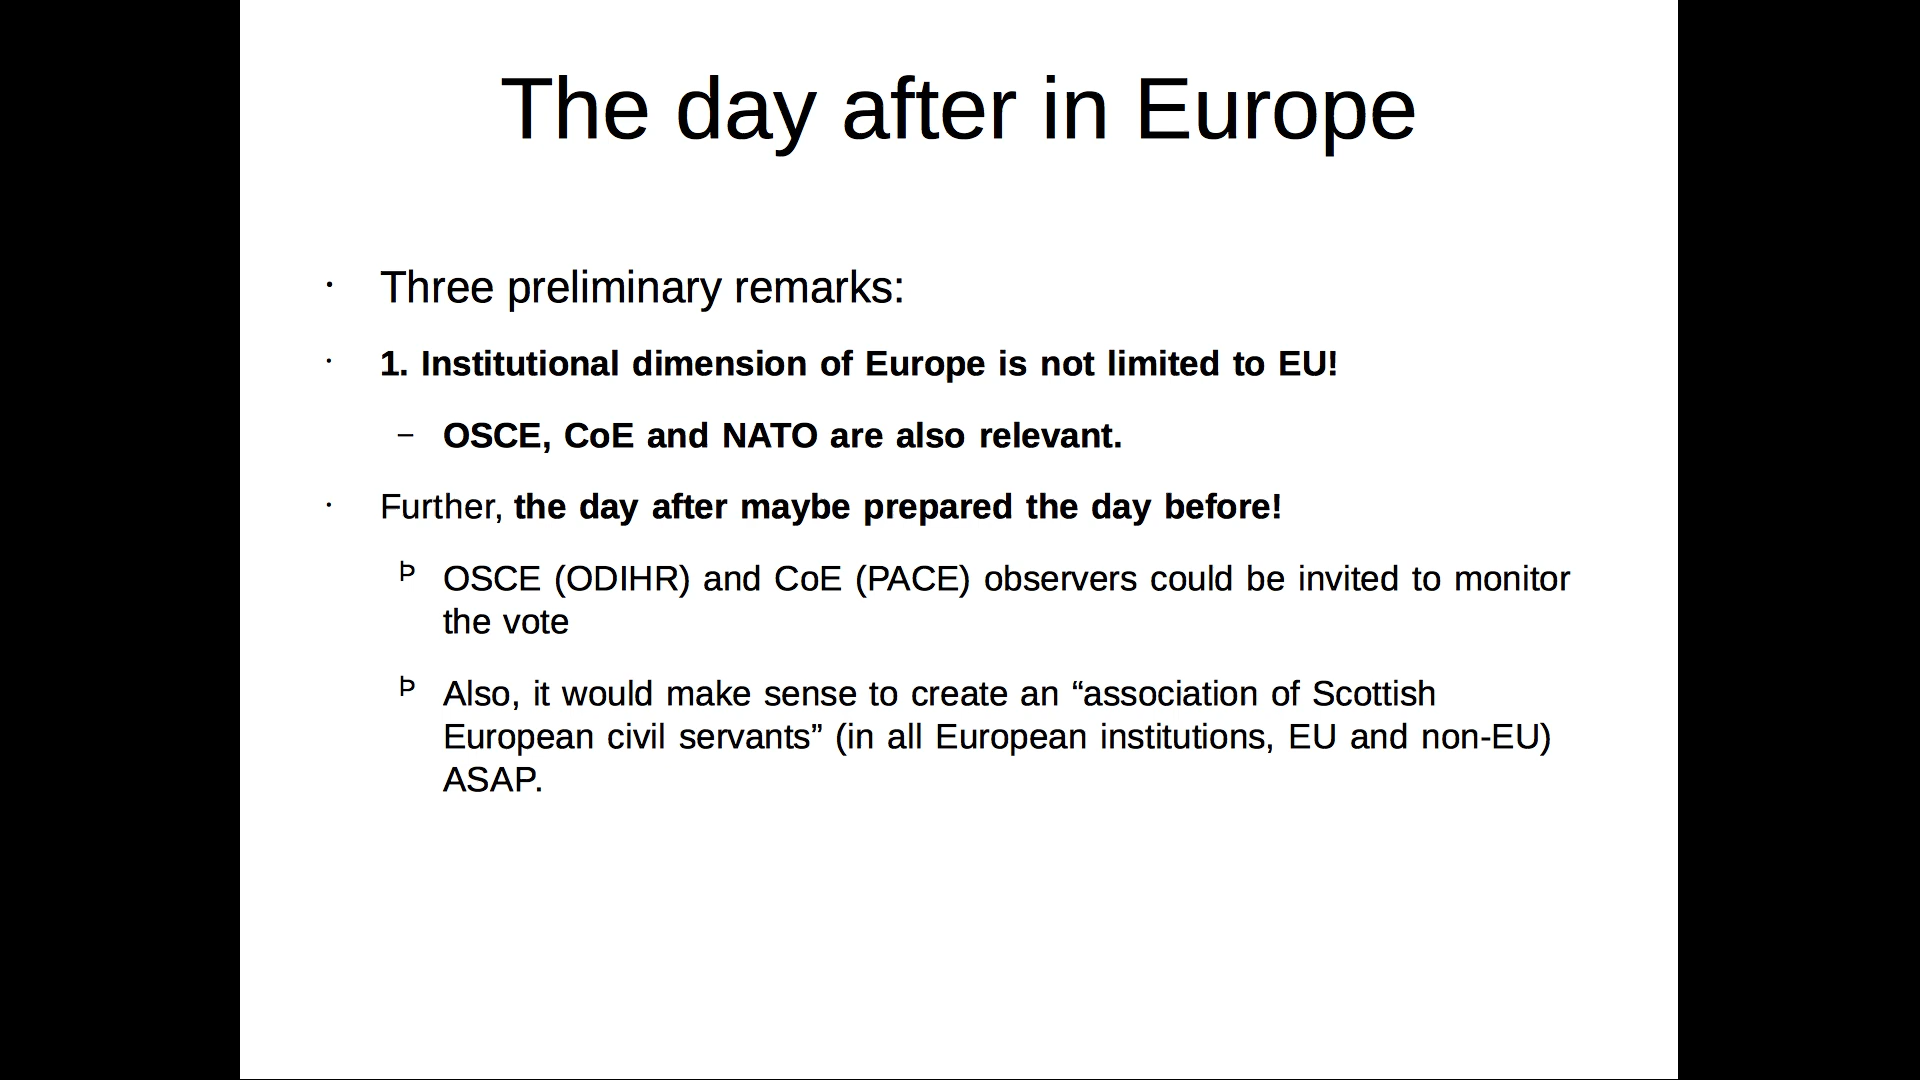 The day after in Europe
· Three preliminary remarks:
· 1. Institutional dimension of Europe is not limited to EU!
– OSCE, CoE and NATO are also relevant.
· Further, the day after maybe prepared the day before!
Þ OSCE (ODIHR) and CoE (PACE) observers could be invited to monitor
the vote
Þ Also, it would make sense to create an “association of Scottish
European civil servants” (in all European institutions, EU and non-EU)
ASAP.